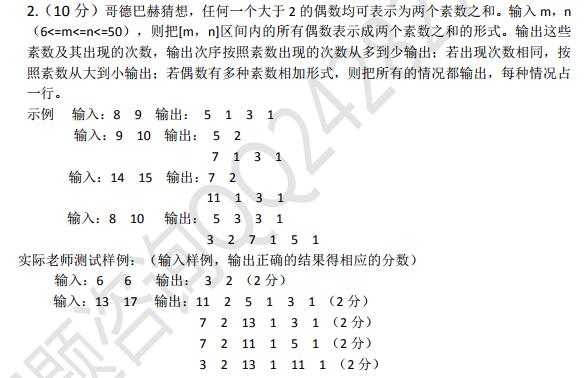 2.（10 分）哥德巴赫猜想，任何一个大于 2 的偶数均可表示为两个素数之和。输入 m，n
（6<=m<=n<=50），则把[m，n]区间内的所有偶数表示成两个素数之和的形式。输出这些
素数及其出现的次数，输出次序按照素数出现的次数从多到少输出；若出现次数相同，按
照素数从大到小输出；若偶数有多种素数相加形式，则把所有的情况都输出，每种情况占
一行。
示例 输入：8 9 输出： 5 1 3 1
输入：9 10 输出： 5 2
7 1 3 1
输入：14 15 输出：7 2
11 1 3 1
输入：8 10 输出： 5 3 3 1
3 2 7 1 5 1
实际老师测试样例：（输入样例，输出正确的结果得相应的分数）
输入：6 6 输出： 3 2 （2 分）
输入：13 17 输出：11 2 5 1 3 1 （2 分）
7 2 13 1 3 1 （2 分）
7 2 11 1 5 1 （2 分）
3 2 13 1 11 1 （2 分）